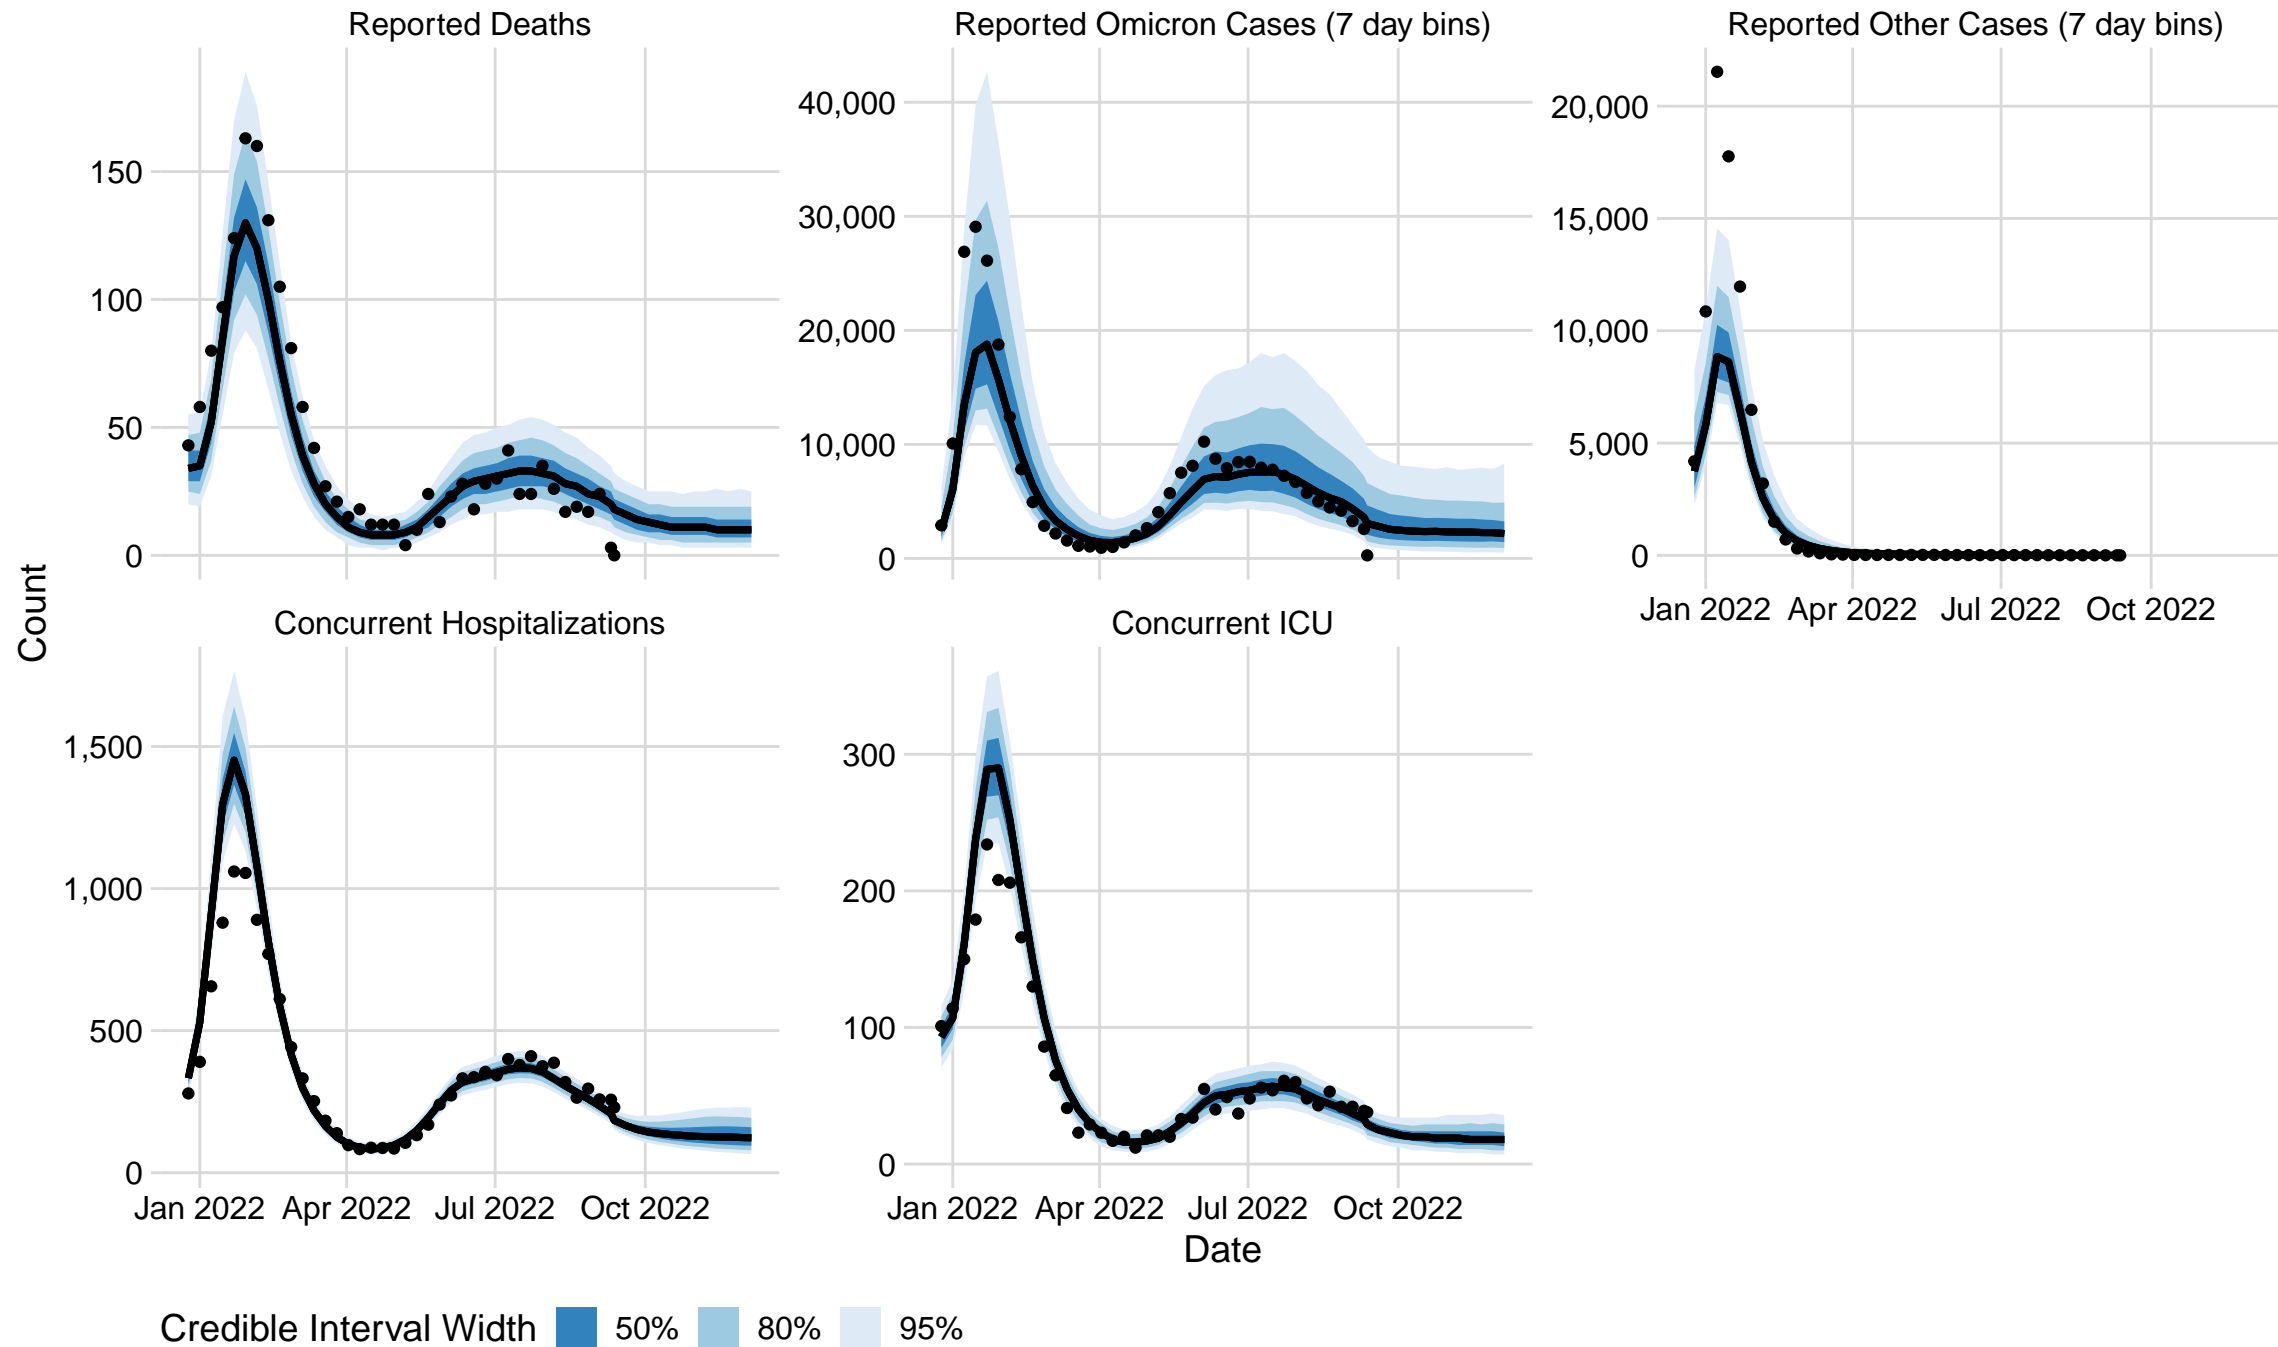 Reported Deaths
Reported Omicron Cases (7 day bins)
Reported Other Cases (7 day bins)
150
100
50
0
40,000
30,000
20,000
10,000
0
20,000
15,000
10,000
5,000
0
Jan 2022 Apr 2022 Jul 2022 Oct 2022
Count
Concurrent Hospitalizations
Concurrent ICU
1,500
1,000
500
0
300
200
100
0
Jan 2022 Apr 2022 Jul 2022 Oct 2022
Jan 2022 Apr 2022 Jul 2022 Oct 2022
Date
Credible Interval Width 50% 80% 95%